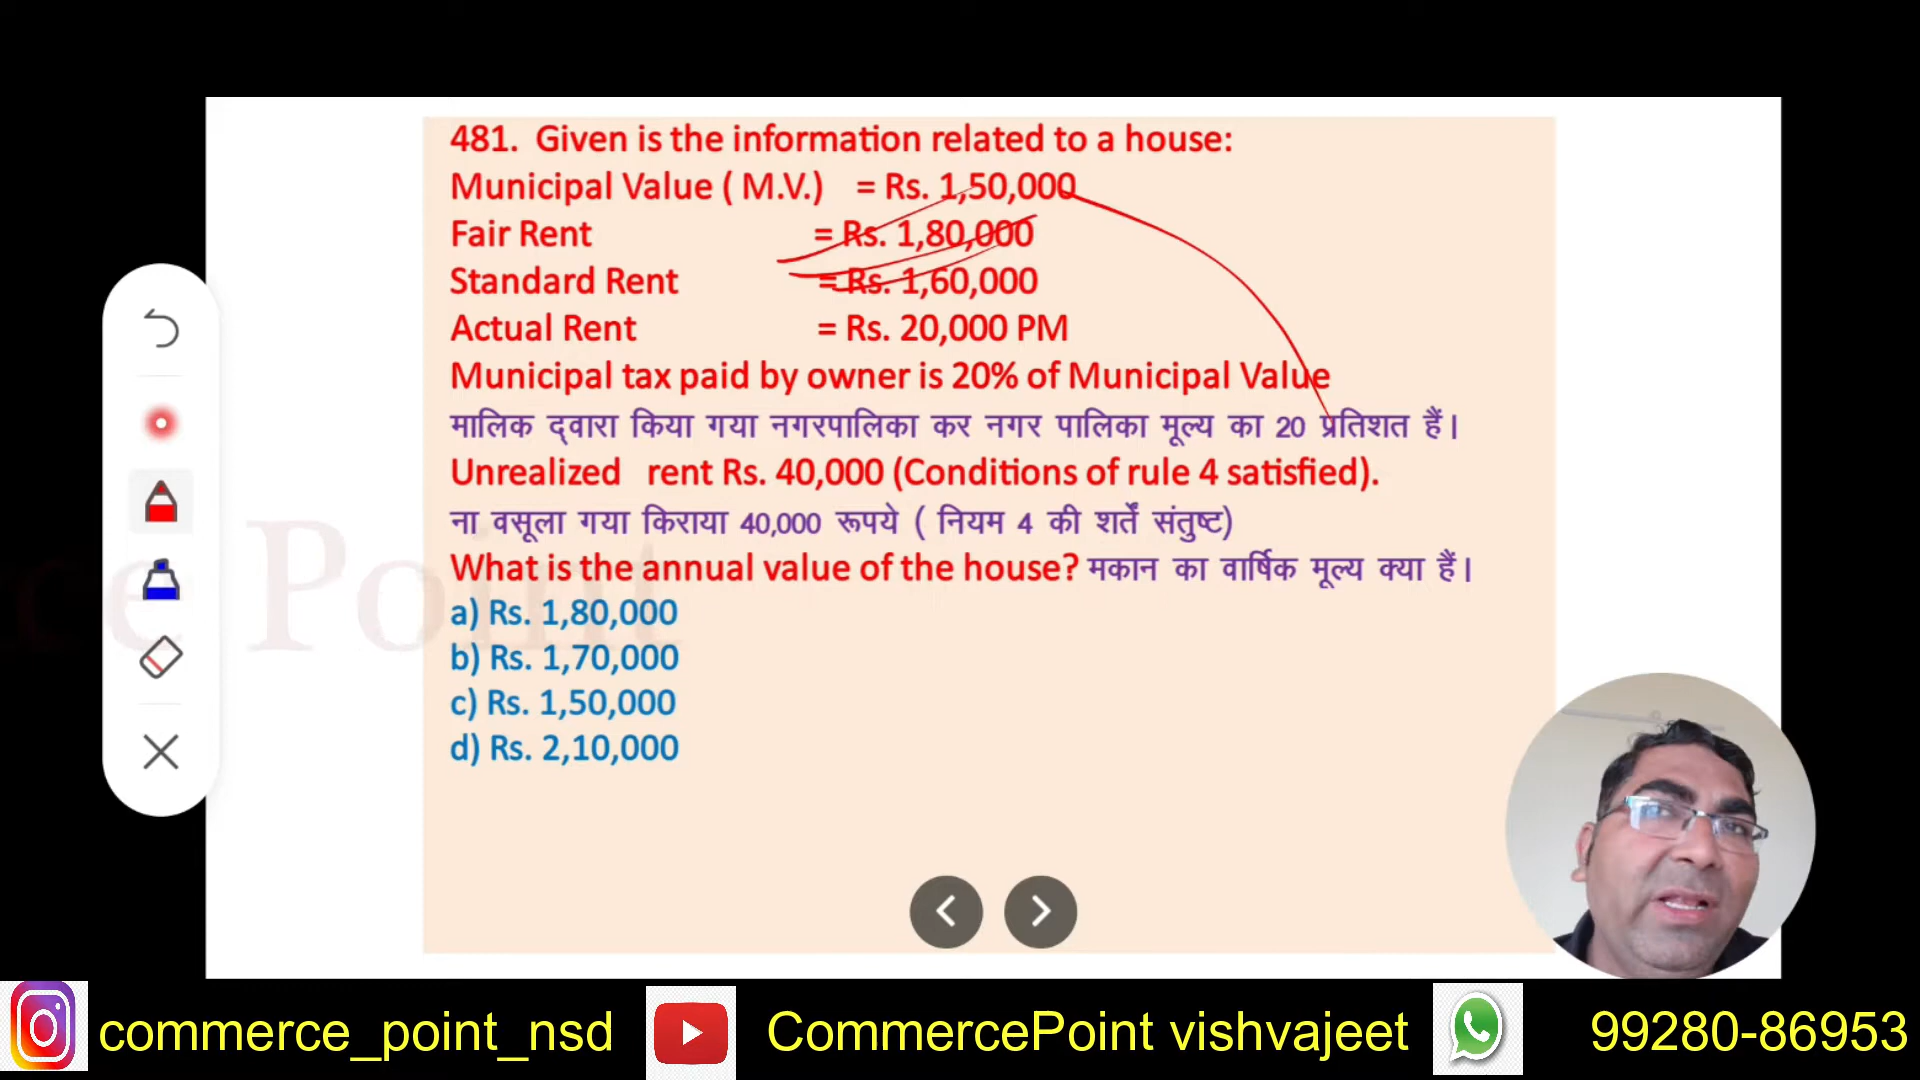 481. Given is the information related to a house:
Municipal Value ( M.V.) = Rs. 1,50,000
Fair Rent = Rs. 1,80,000
Standard Rent = Rs. 1,60,000
Actual Rent = Rs. 20,000 PM
Municipal tax paid by owner is 20% of Municipal Value
मालिक द्वारा किया गया नगरपालिका कर नगर पालिका मूल्य का 20 प्रतिशत हैं।
Unrealized rent Rs. 40,000 (Conditions of rule 4 satisfied).
ना वसूला गया किराया 40,000 रूपये ( नियम 4 की शर्तें संतुष्ट)
What is the annual value of the house? मकान का वार्षिक मूल्य क्या हैं।
a) Rs. 1,80,000
b) Rs. 1,70,000
c) Rs. 1,50,000
d) Rs. 2,10,000
ce Point
commerce_point_nsd CommercePoint vishvajeet 99280-86953